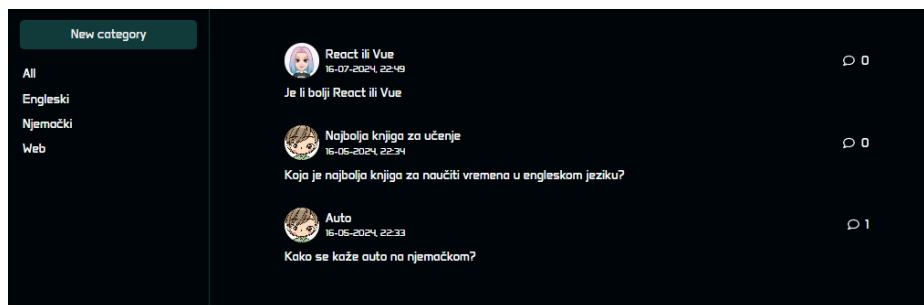 New category
All
Engleski
Njemački
Web
React ili Vue
16-07-2024, 22:49
0
Je li bolji React ili Vue
Najbolja knjiga za učenje
16-05-2024, 22:34
0
Koja je najbolja knjiga za naučiti vremena u engleskom jeziku?
Auto
16-05-2024, 22:33
1
Kako se kaže auto na njemačkom?